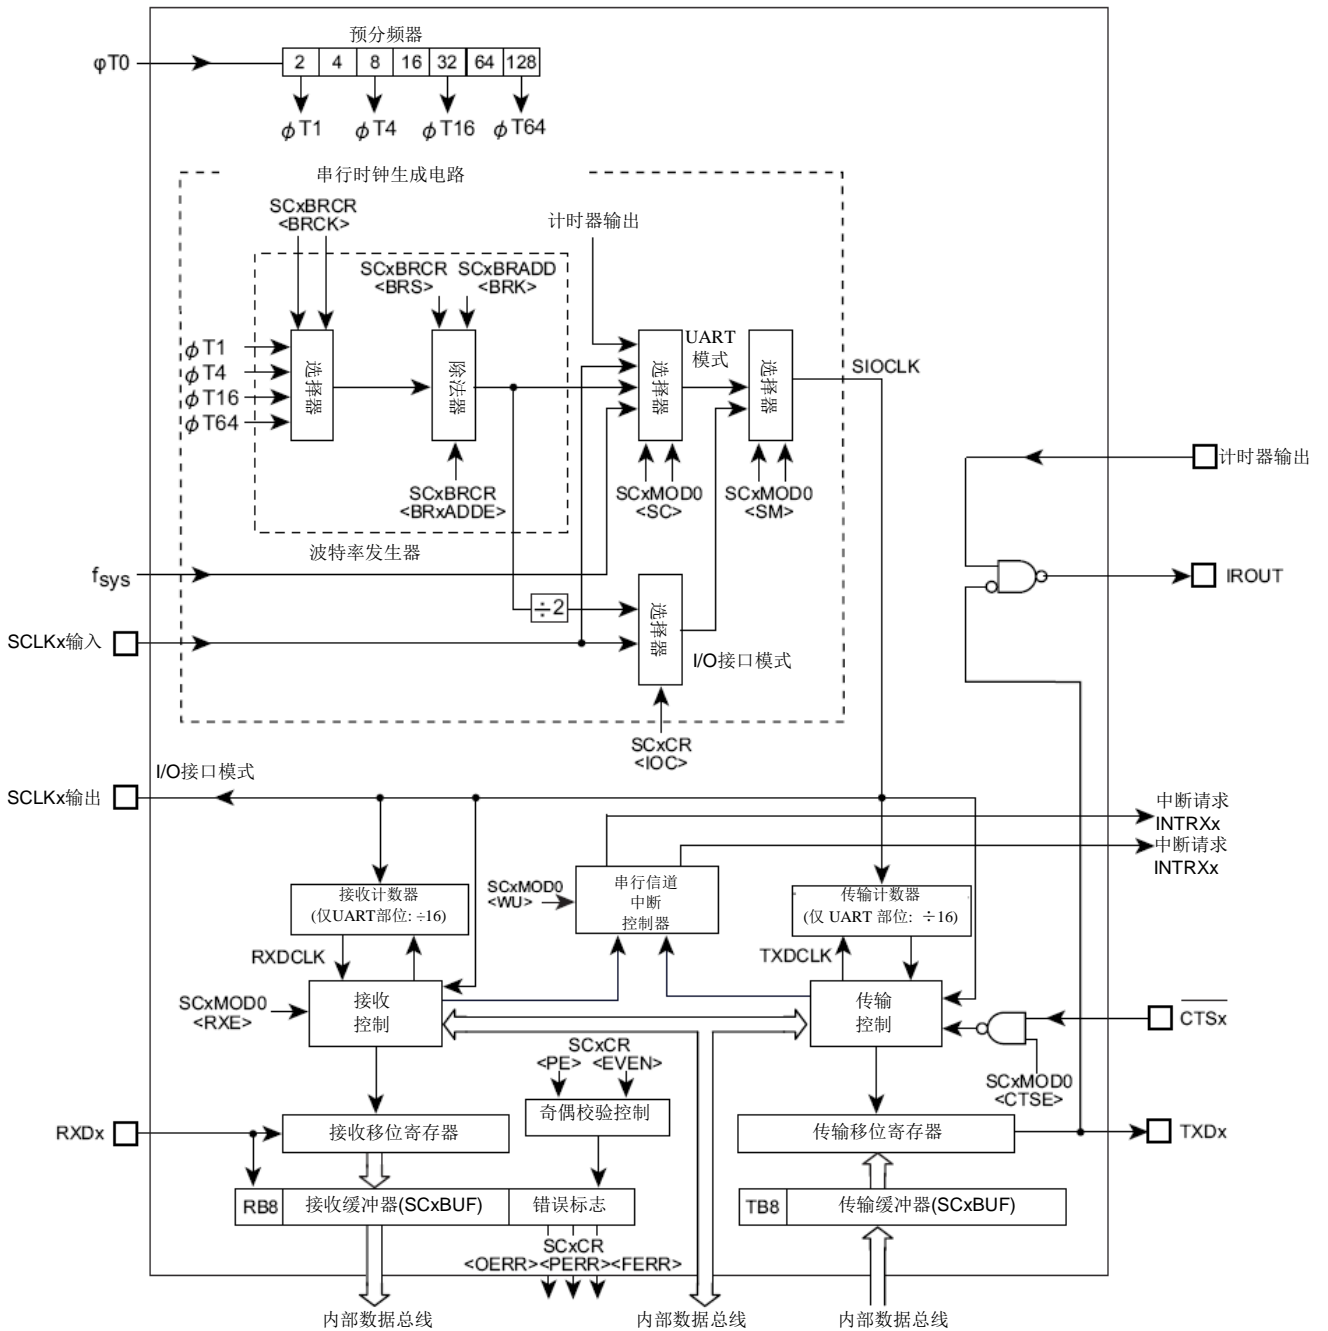 预分频器
φT0
2 4 8 16 32 64 128
ϕT1 ϕT4 ϕT16 ϕT64
串行时钟生成电路
SCxBRCR
<BRCK>
计时器输出
SCxBRCR
<BRS>
SCxBRADD
<BRK>
ϕT1
ϕT4
ϕT16
ϕT64
选择器
除法器
选择器
UART
模式
选择器
SIOCLK
SCxBRCR
<BRxADDE>
SCxMOD0
<SC>
SCxMOD0
<SM>
计时器输出
波特率发生器
fsys
÷2
选择器
IROUT
SCLKx输入
I/O接口模式
SCxCR
<IOC>
I/O接口模式
SCLKx输出
中断请求
INTRXx
中断请求
INTRXx
接收计数器
(仅UART部位: ÷16)
SCxMOD0
<WU>
串行信道
中断
控制器
传输计数器
(仅 UART 部位: ÷16)
RXDCLK
TXDCLK
SCxMOD0
<RXE>
接收
控制
传输
控制
CTSx
SCxCR
<PE> <EVEN>
SCxMOD0
<CTSE>
奇偶校验控制
RXDx
接收移位寄存器
传输移位寄存器
TXDx
RB8 接收缓冲器(SCxBUF) 错误标志
TB8 传输缓冲器(SCxBUF)
SCxCR
<OERR><PERR><FERR>
内部数据总线 内部数据总线 内部数据总线